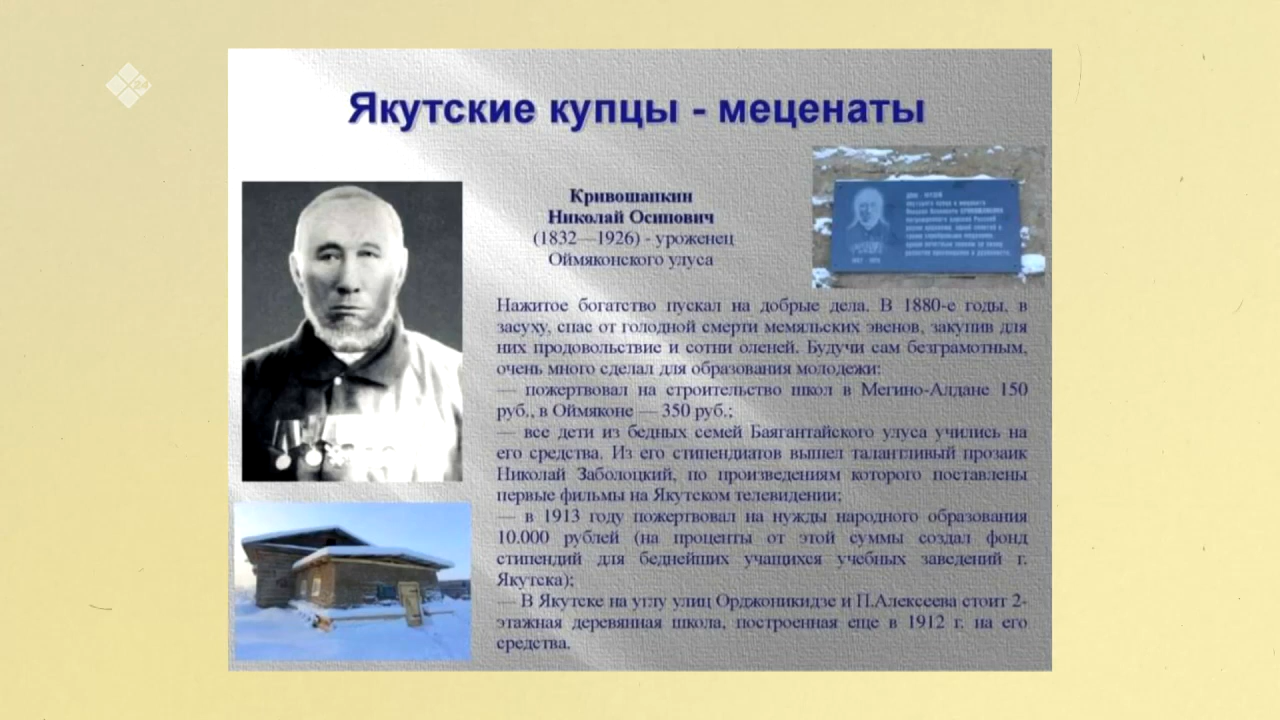 Якутские купцы - меценаты
Кривошапкин
Николай Осипович
(1832—1926) - уроженец
Оймяконского улуса
Нажитое богатство пускал на добрые дела. В 1880-е годы, в
засуху, спас от голодной смерти мемяльских эвенов, закупив для
них продовольствие и сотни оленей. Будучи сам безграмотным,
очень много сделал для образования молодежи:
— пожертвовал на строительство школ в Мегино-Алдане 150
руб., в Оймяконе — 350 руб.;
— все дети из бедных семей Баягантайского улуса учились на
его средства. Из его стипендиатов вышел талантливый прозаик
Николай Заболоцкий, по произведениям которого поставлены
первые фильмы на Якутском телевидении;
— в 1913 году пожертвовал на нужды народного образования
10.000 рублей (на проценты от этой суммы создал фонд
стипендий для беднейших учащихся учебных заведений г.
Якутска);
— В Якутске на углу улиц Орджоникидзе и П.Алексеева стоит 2-
этажная деревянная школа, построенная еще в 1912 г. на его
средства.